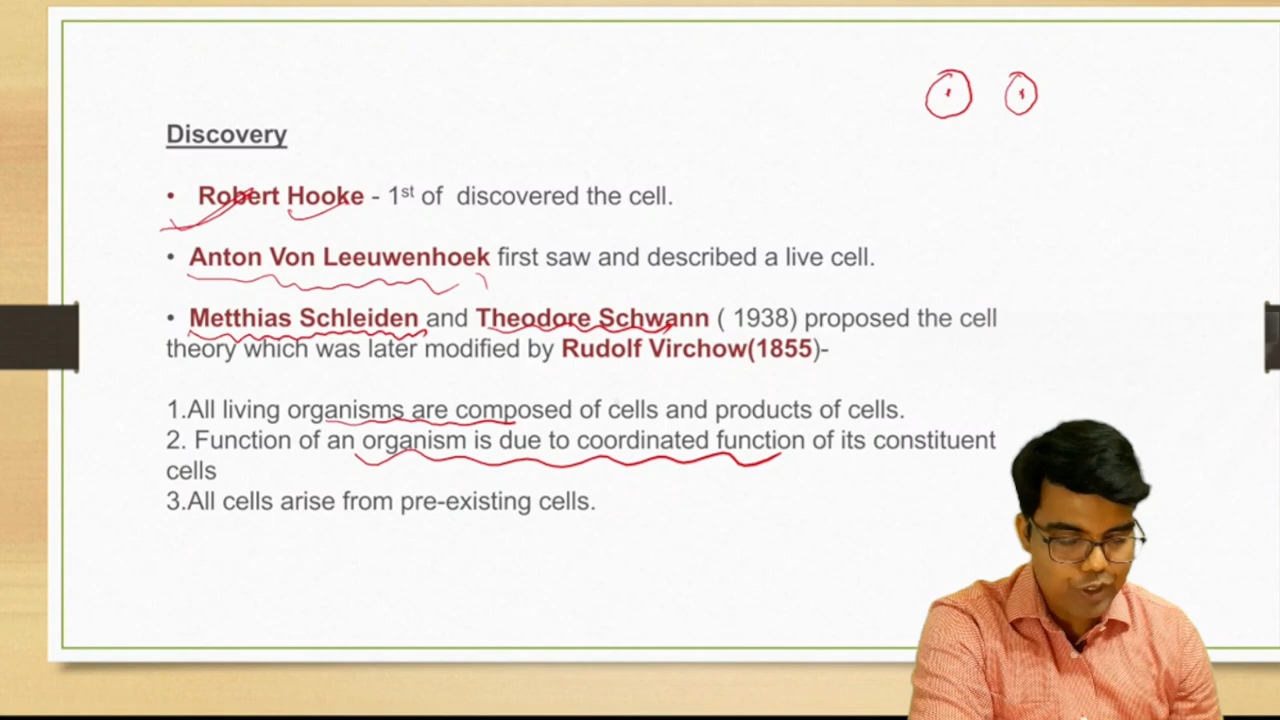 Discovery
• Robert Hooke - 1st of discovered the cell.
• Anton Von Leeuwenhoek first saw and described a live cell.
• Metthias Schleiden and Theodore Schwann ( 1938) proposed the cell
theory which was later modified by Rudolf Virchow(1855)-
1.All living organisms are composed of cells and products of cells.
2. Function of an organism is due to coordinated function of its constituent
cells
3.All cells arise from pre-existing cells.